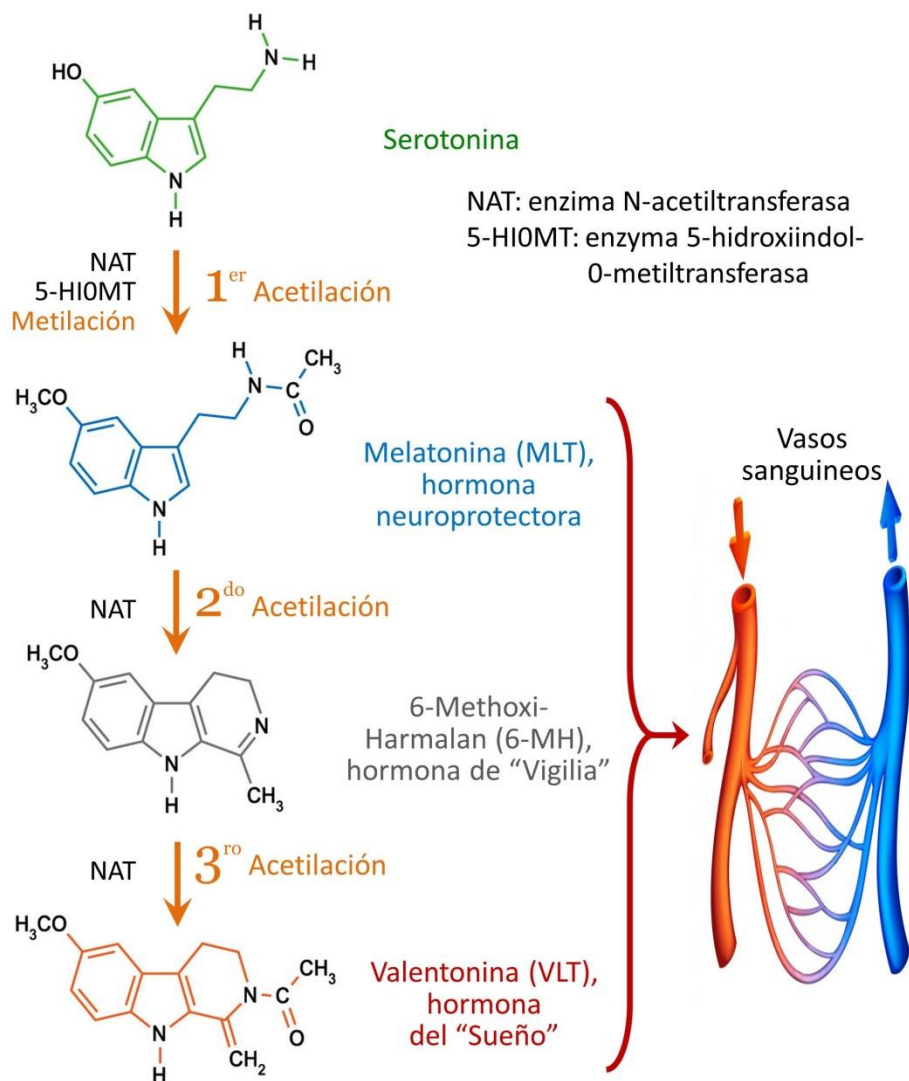 H
N
H
HO
N
H
Serotonina
NAT: enzima N-acetiltransferasa
5-HI0MT: enzyma 5-hidroxiindol-
0-metiltransferasa
NAT
5-HI0MT
Metilación
1er Acetilación
H
N
CH3
C
O
H3CO
N
H
Melatonina (MLT),
hormona
neuroprotectora
Vasos
sanguineos
NAT
2do Acetilación
H3CO
N
N
H
CH3
6-Methoxi-
Harmalan (6-MH),
hormona de “Vigilia”
NAT
3ro Acetilación
H3CO
N
C
CH3
O
N
H
CH2
Valentonina (VLT),
hormona
del “Sueño”